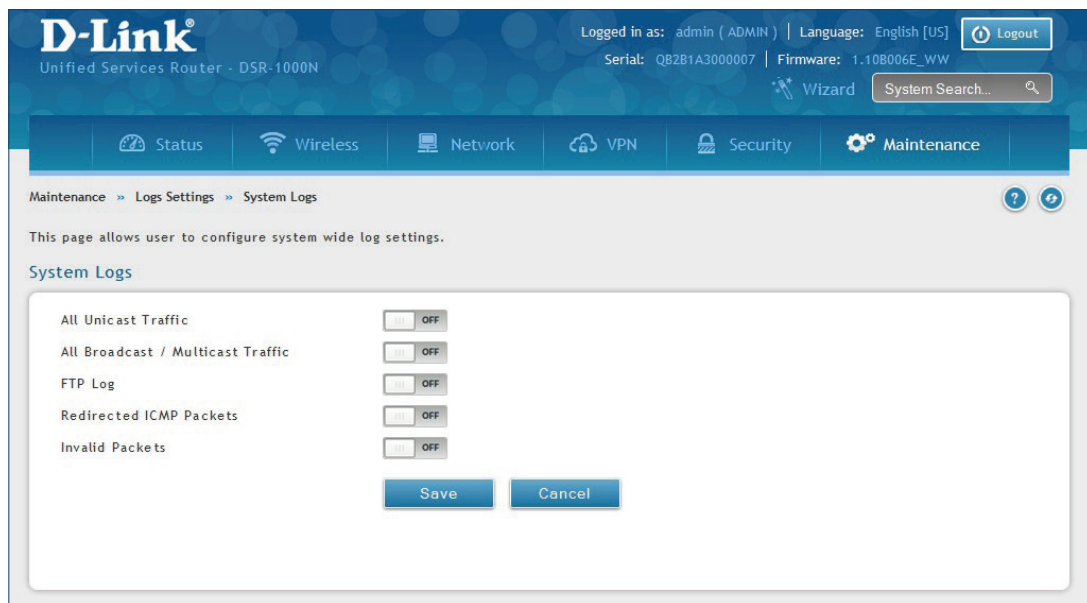 D-Link
Unified Services Router - DSR-1000N
Logged in as: admin ( ADMIN ) | Language: English [US]
Logout
Serial: QB2B1A3000007 | Firmware: 1.10B006E_WW
Wizard
System Search...
Status
Wireless
Network
VPN
Security
Maintenance
Maintenance » Logs Settings » System Logs
This page allows user to configure system wide log settings.
System Logs
All Unicast Traffic OFF
All Broadcast / Multicast Traffic OFF
FTP Log OFF
Redirected ICMP Packets OFF
Invalid Packets OFF
Save Cancel